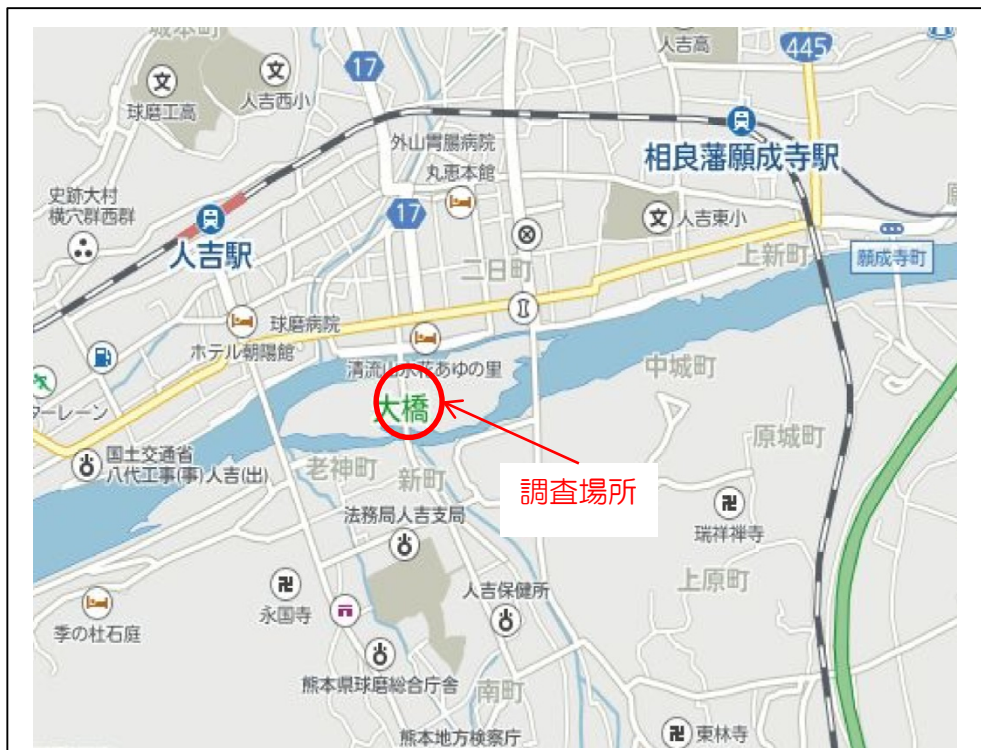 城本町
人吉高
445
17
球磨工高
人吉西小
外山胃腸病院
相良藩願成寺駅
丸恵本館
史跡大村
横穴群西群
17
人吉東小
人吉駅
二日町
上新町
願成寺町
球磨病院
ホテル朝陽館
清流山水花あゆの里
中城町
ターレーン
大橋
原城町
国土交通省
八代工事(事)人吉(出)
老神町
新町
調査場所
法務局人吉支局
瑞祥禅寺
上原町
人吉保健所
永国寺
季の杜石庭
熊本県球磨総合庁舎
南町
熊本地方検察庁
東林寺